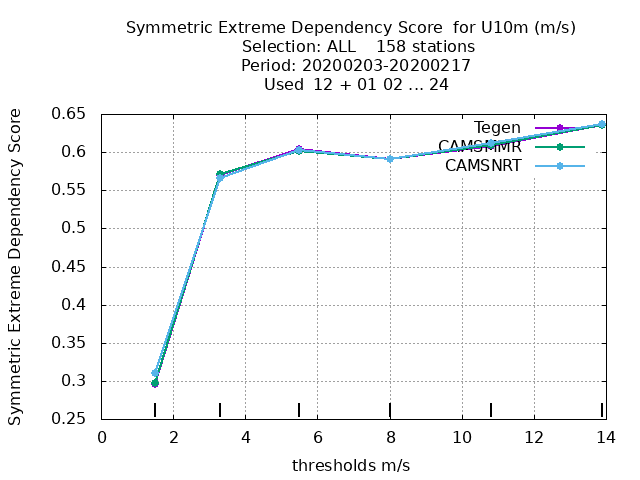 Symmetric Extreme Dependency Score for U10m (m/s)
Selection: ALL 158 stations
Period: 20200203-20200217
Used 12 + 01 02 ... 24
Symmetric Extreme Dependency Score
0.65
0.6
0.55
0.5
0.45
0.4
0.35
0.3
0.25
Tegen
CAMSIMMR
CAMSNRT
0 2 4 6 8 10 12 14
thresholds m/s